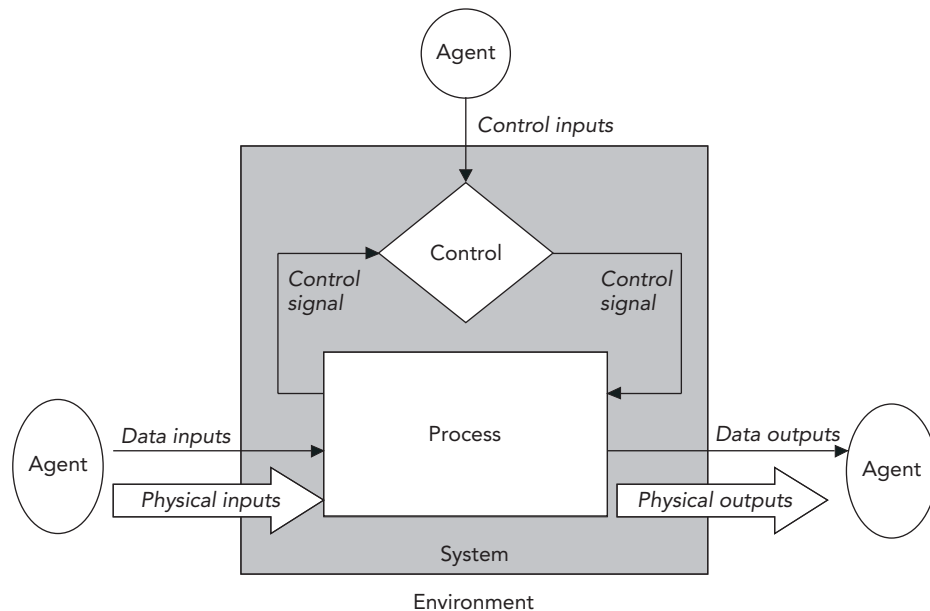 Agent
Control inputs
Control
Control
signal
Control
signal
Process
Data inputs
Data outputs
Agent
Agent
Physical inputs
Physical outputs
System
Environment